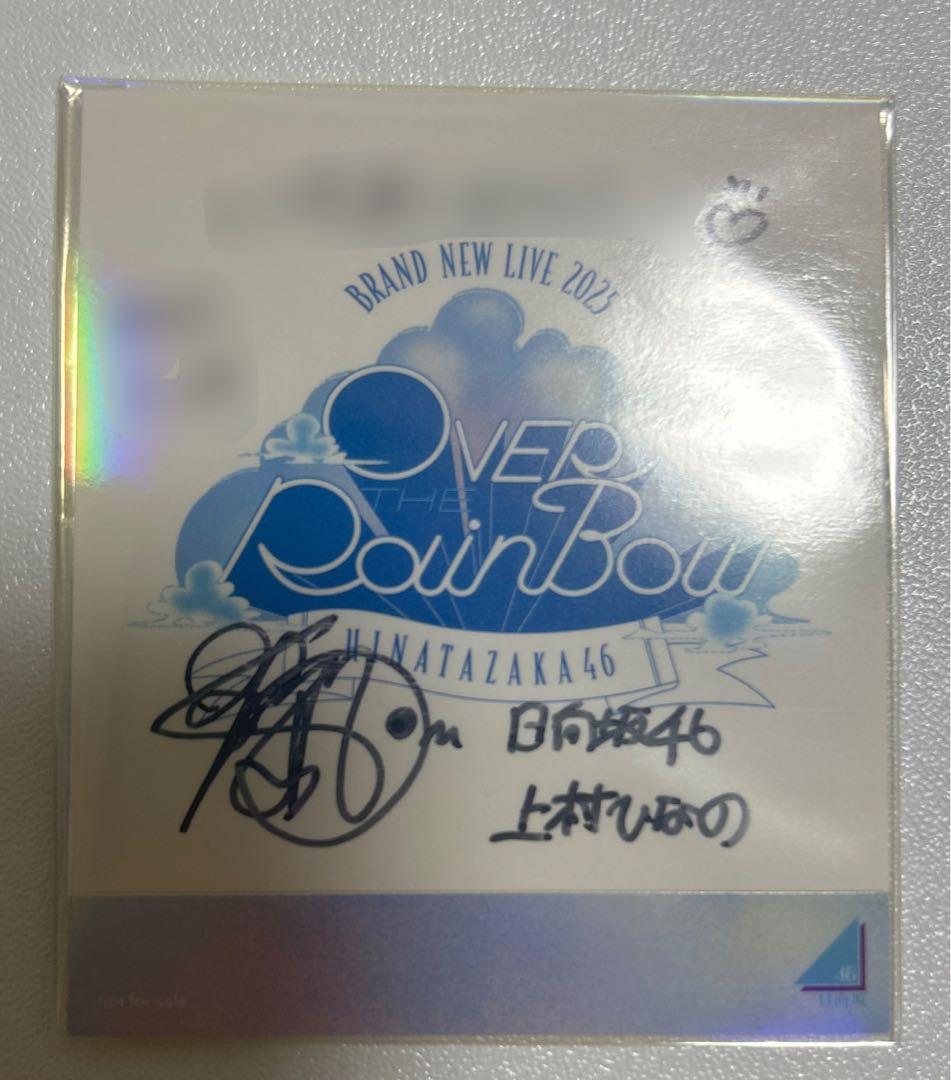 BRAND NEW LIVE 2025
OVER
THE
RainBow
HINATAZAKA46
日向坂46
上村ひなの
46
not for sale